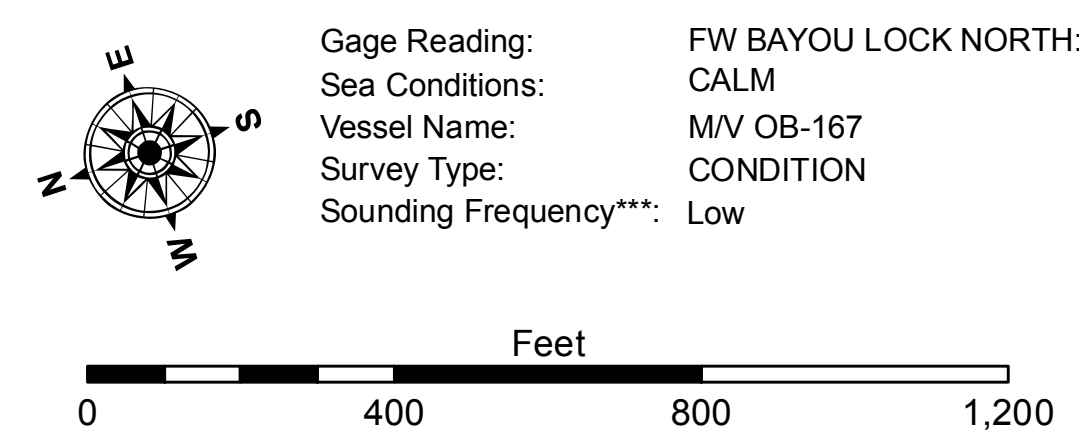 E
S
N
W
Gage Reading: FW BAYOU LOCK NORTH:
Sea Conditions: CALM
Vessel Name: M/V OB-167
Survey Type: CONDITION
Sounding Frequency***: Low
Feet
0 400 800 1,200